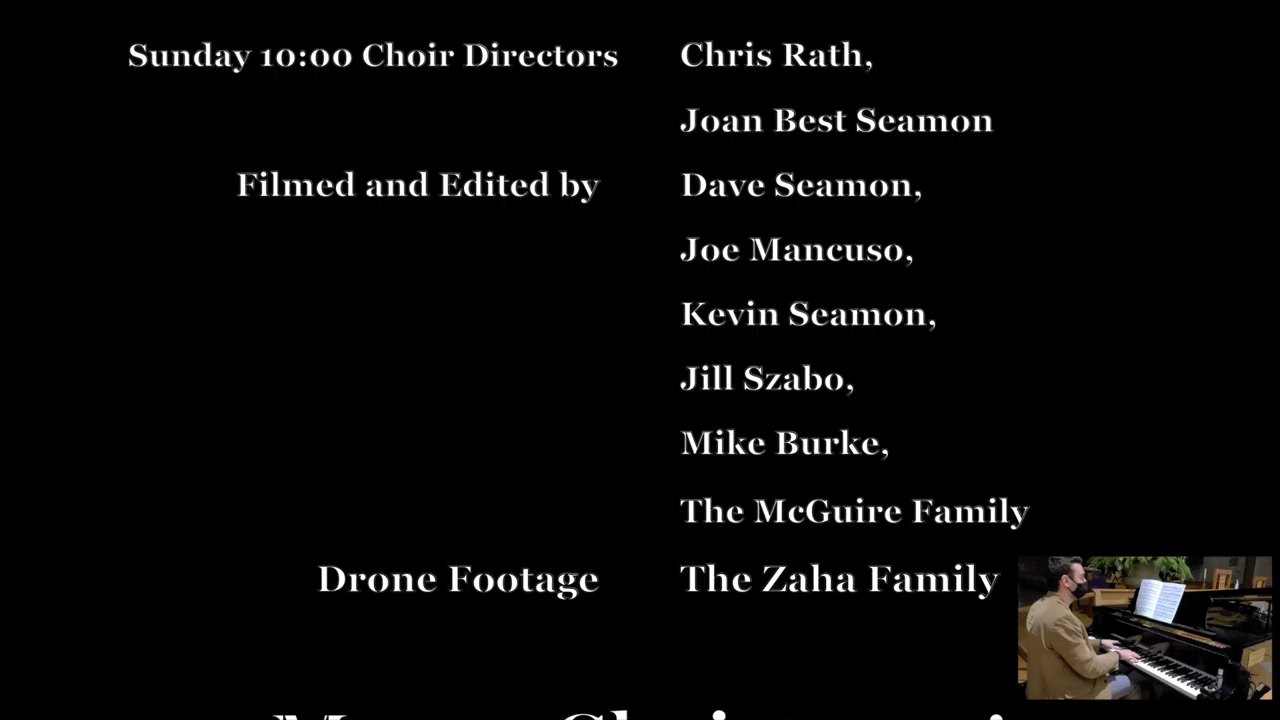 Sunday 10:00 Choir Directors Chris Rath,
Joan Best Seamon
Filmed and Edited by Dave Seamon,
Joe Mancuso,
Kevin Seamon,
Jill Szabo,
Mike Burke,
The McGuire Family
Drone Footage The Zaha Family